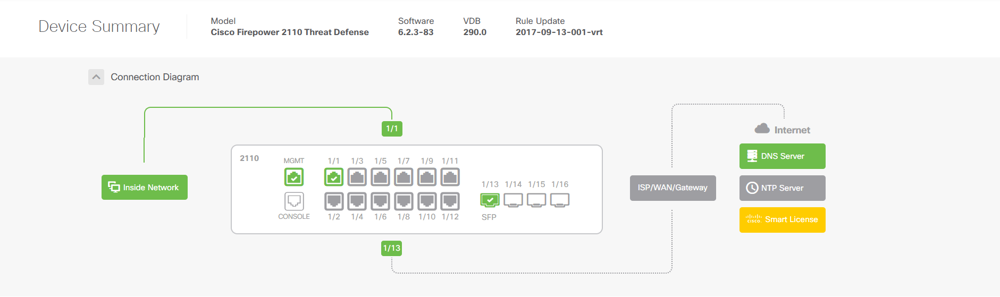 Device Summary
Model
Cisco Firepower 2110 Threat Defense
Software
6.2.3-83
VDB
290.0
Rule Update
2017-09-13-001-vrt
Connection Diagram
1/1
Internet
2110
MGMT 1/1 1/3 1/5 1/7 1/9 1/11
DNS Server
Inside Network
1/13 1/14 1/15 1/16
ISP/WAN/Gateway
NTP Server
CONSOLE 1/2 1/4 1/6 1/8 1/10 1/12
SFP
CISCO Smart License
1/13